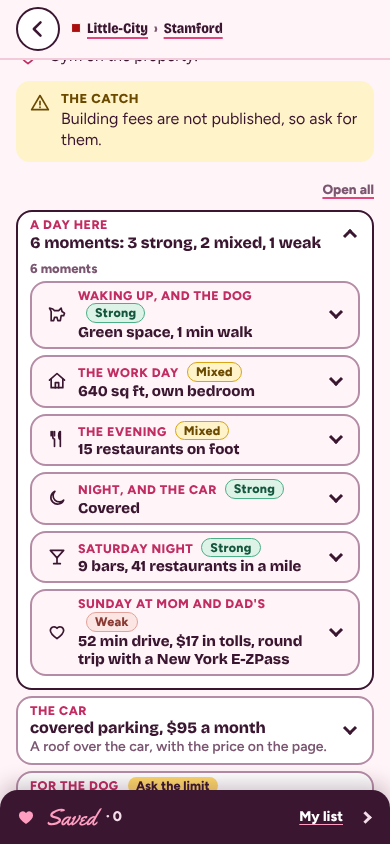 Little-City › Stamford
Gym on the property.
THE CATCH
Building fees are not published, so ask for
them.
Open all
A DAY HERE
6 moments: 3 strong, 2 mixed, 1 weak
6 moments
WAKING UP, AND THE DOG
Strong
Green space, 1 min walk
THE WORK DAY Mixed
640 sq ft, own bedroom
THE EVENING Mixed
15 restaurants on foot
NIGHT, AND THE CAR Strong
Covered
SATURDAY NIGHT Strong
9 bars, 41 restaurants in a mile
SUNDAY AT MOM AND DAD'S
Weak
52 min drive, $17 in tolls, round
trip with a New York E-ZPass
THE CAR
covered parking, $95 a month
A roof over the car, with the price on the page.
FOR THE DOG Ask the limit
Saved · 0 My list